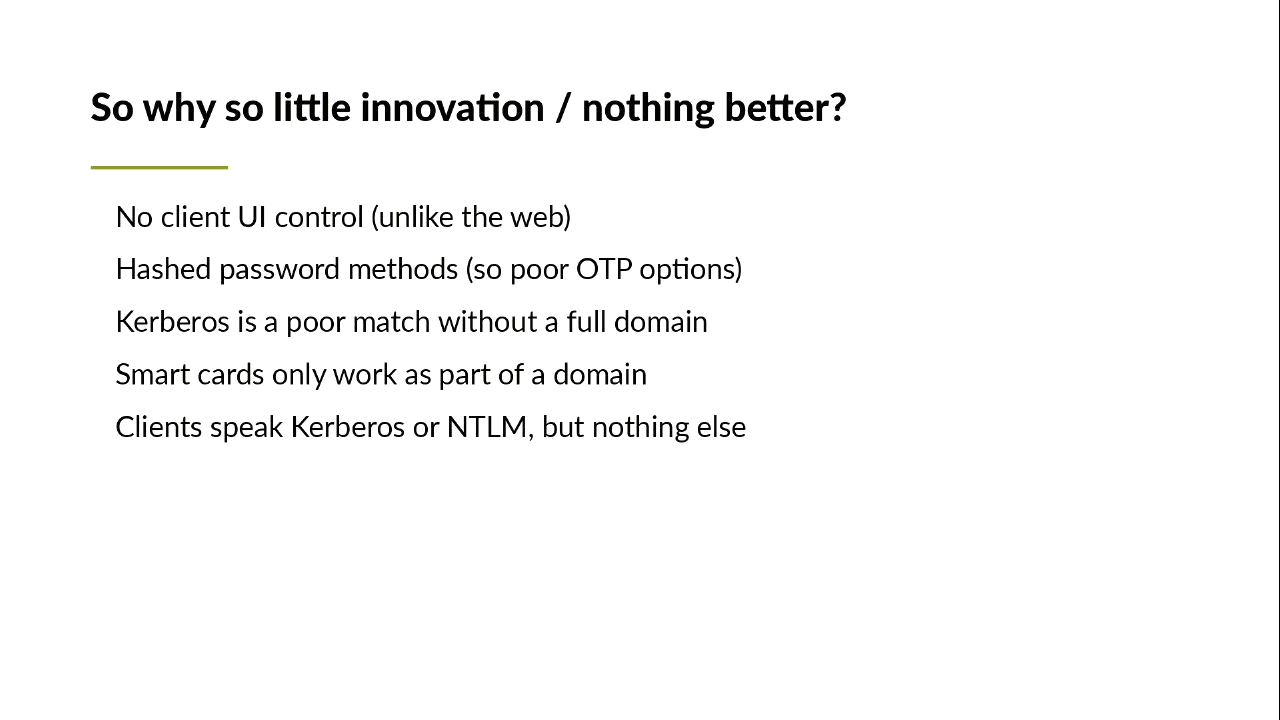 So why so little innovation / nothing better?
No client UI control (unlike the web)
Hashed password methods (so poor OTP options)
Kerberos is a poor match without a full domain
Smart cards only work as part of a domain
Clients speak Kerberos or NTLM, but nothing else